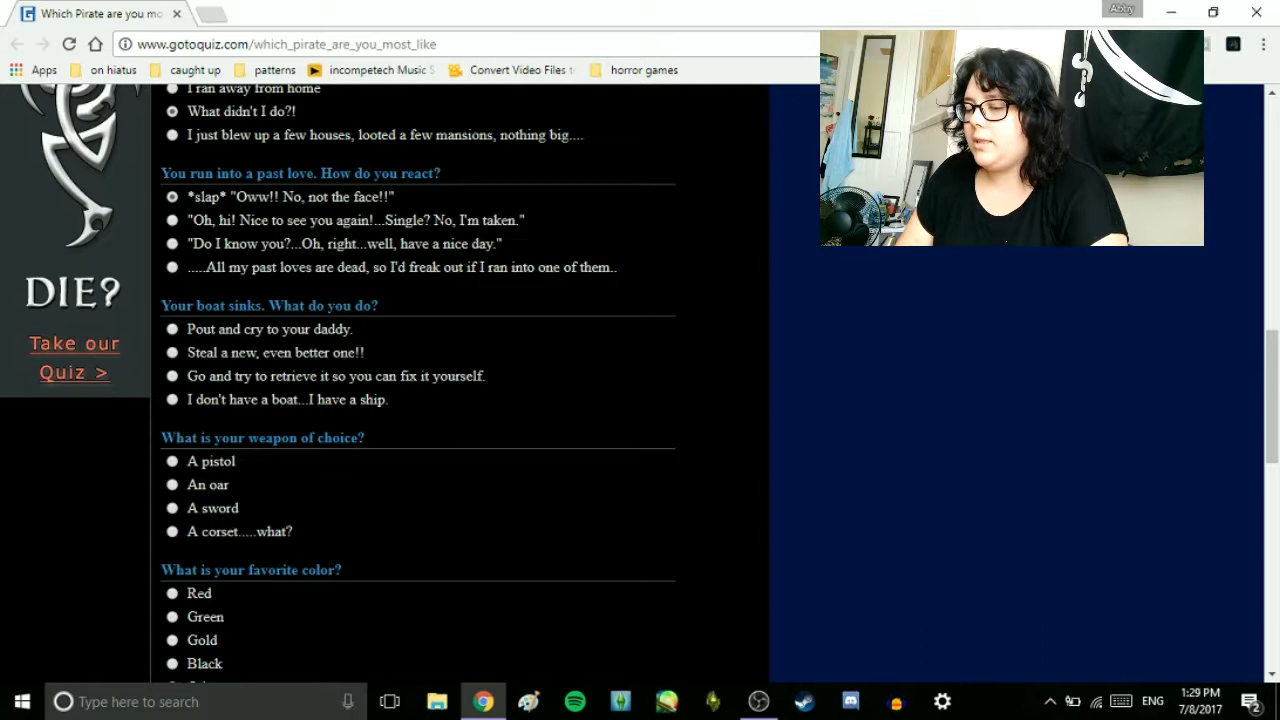 Which Pirate are you mo
Abby
www.gotoquiz.com/which_pirate_are_you_most_like
Apps on hiatus caught up patterns incompetech Music S Convert Video Files to horror games
I ran away from home
What didn't I do?!
I just blew up a few houses, looted a few mansions, nothing big....
You run into a past love. How do you react?
*slap* "Oww!! No, not the face!!"
"Oh, hi! Nice to see you again!...Single? No, I'm taken."
"Do I know you?...Oh, right...well, have a nice day."
.....All my past loves are dead, so I'd freak out if I ran into one of them..
DIE?
Your boat sinks. What do you do?
Pout and cry to your daddy.
Take our
Quiz >
Steal a new, even better one!!
Go and try to retrieve it so you can fix it yourself.
I don't have a boat...I have a ship.
What is your weapon of choice?
A pistol
An oar
A sword
A corset.....what?
What is your favorite color?
Red
Green
Gold
Black
Type here to search
ENG
1:29 PM
7/8/2017
2